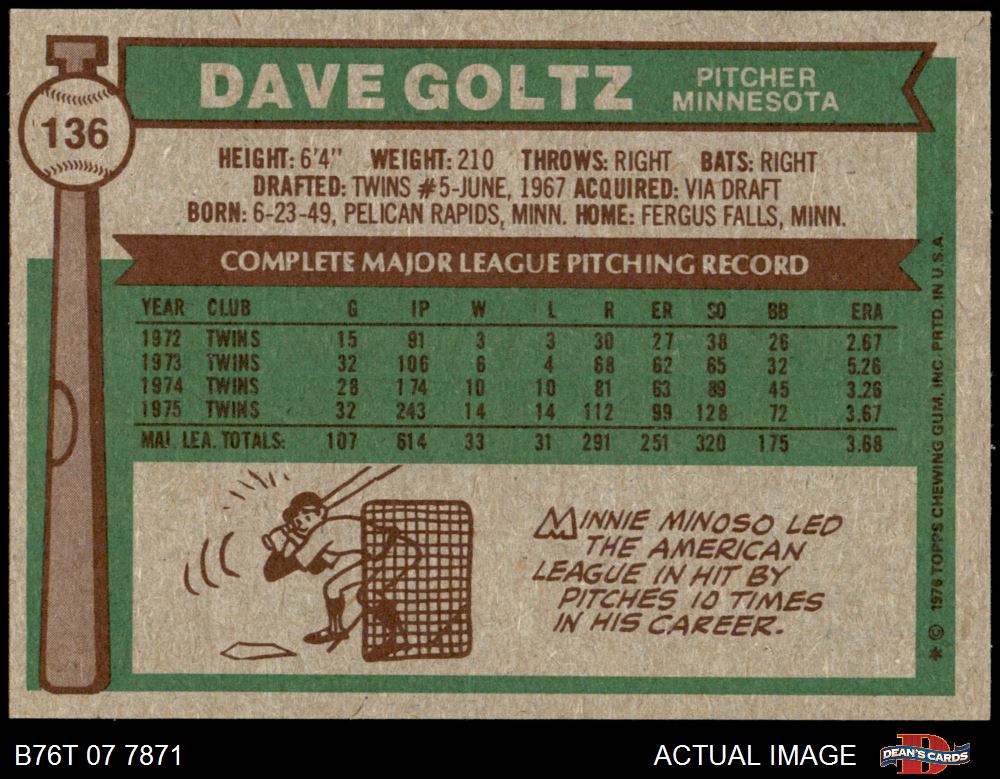 DAVE GOLTZ
PITCHER
MINNESOTA
136
HEIGHT: 6'4" WEIGHT: 210 THROWS: RIGHT BATS: RIGHT
DRAFTED: TWINS #5-JUNE, 1967 ACQUIRED: VIA DRAFT
BORN: 6-23-49, PELICAN RAPIDS, MINN. HOME: FERGUS FALLS, MINN.
COMPLETE MAJOR LEAGUE PITCHING RECORD
YEAR CLUB G IP W L R ER SO BB ERA
1972 TWINS 15 91 3 3 30 27 38 26 2.67
1973 TWINS 32 106 6 4 68 62 65 32 5.26
1974 TWINS 28 174 10 10 81 63 89 45 3.26
1975 TWINS 32 243 14 14 112 99 128 72 3.67
MAJ. LEA. TOTALS: 107 614 33 31 291 251 320 175 3.68
MINNIE MINOSO LED
THE AMERICAN
LEAGUE IN HIT BY
PITCHES 10 TIMES
IN HIS CAREER.
* © 1976 TOPPS CHEWING GUM, INC. PRTD. IN U.S.A.
B76T 07 7871
ACTUAL IMAGE
D
DEAN'S CARDS